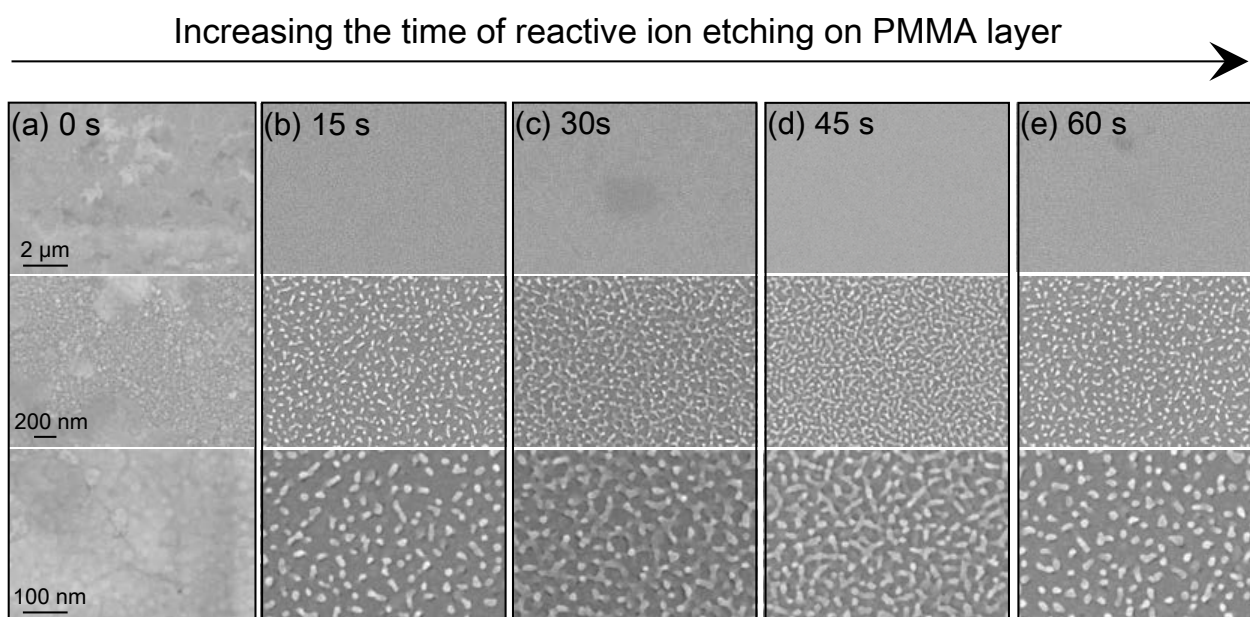 Increasing the time of reactive ion etching on PMMA layer
(a) 0 s
(b) 15 s
(c) 30s
(d) 45 s
(e) 60 s
2 µm
200 nm
100 nm